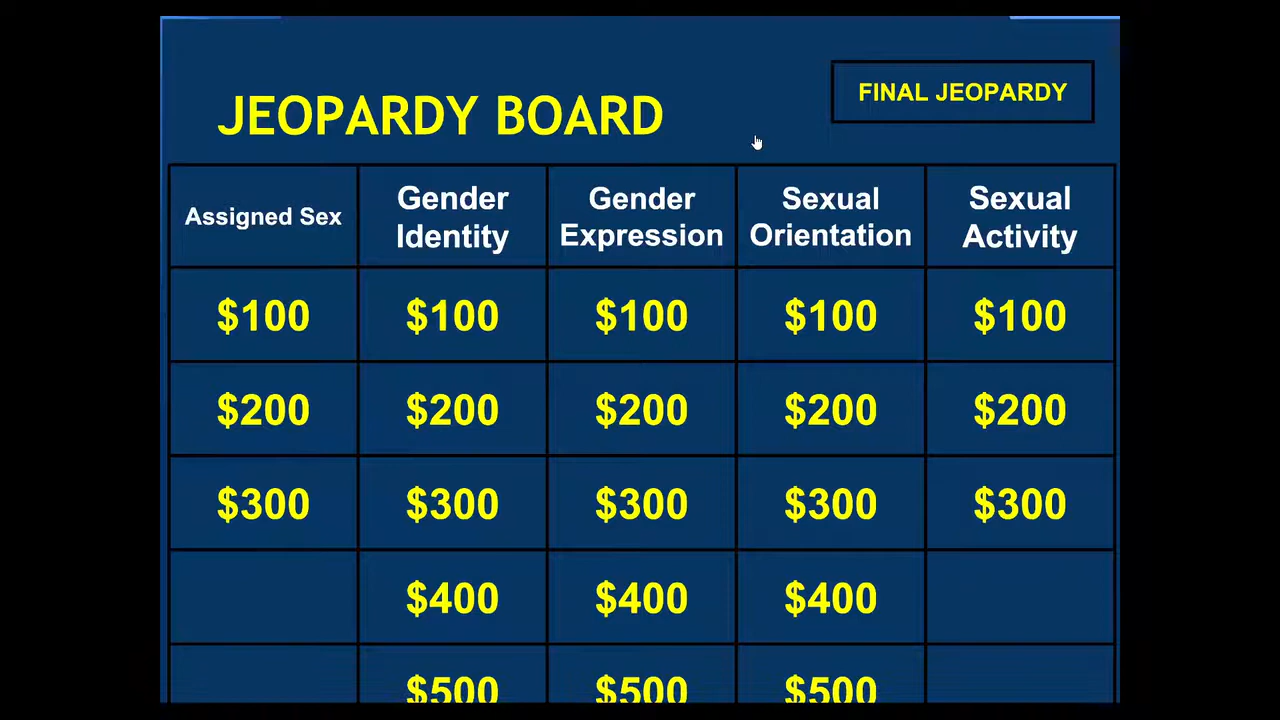 FINAL JEOPARDY
JEOPARDY BOARD
Assigned Sex
Gender
Identity
Gender
Expression
Sexual
Orientation
Sexual
Activity
$100 $100 $100 $100 $100
$200 $200 $200 $200 $200
$300 $300 $300 $300 $300
$400 $400 $400
$500 $500 $500